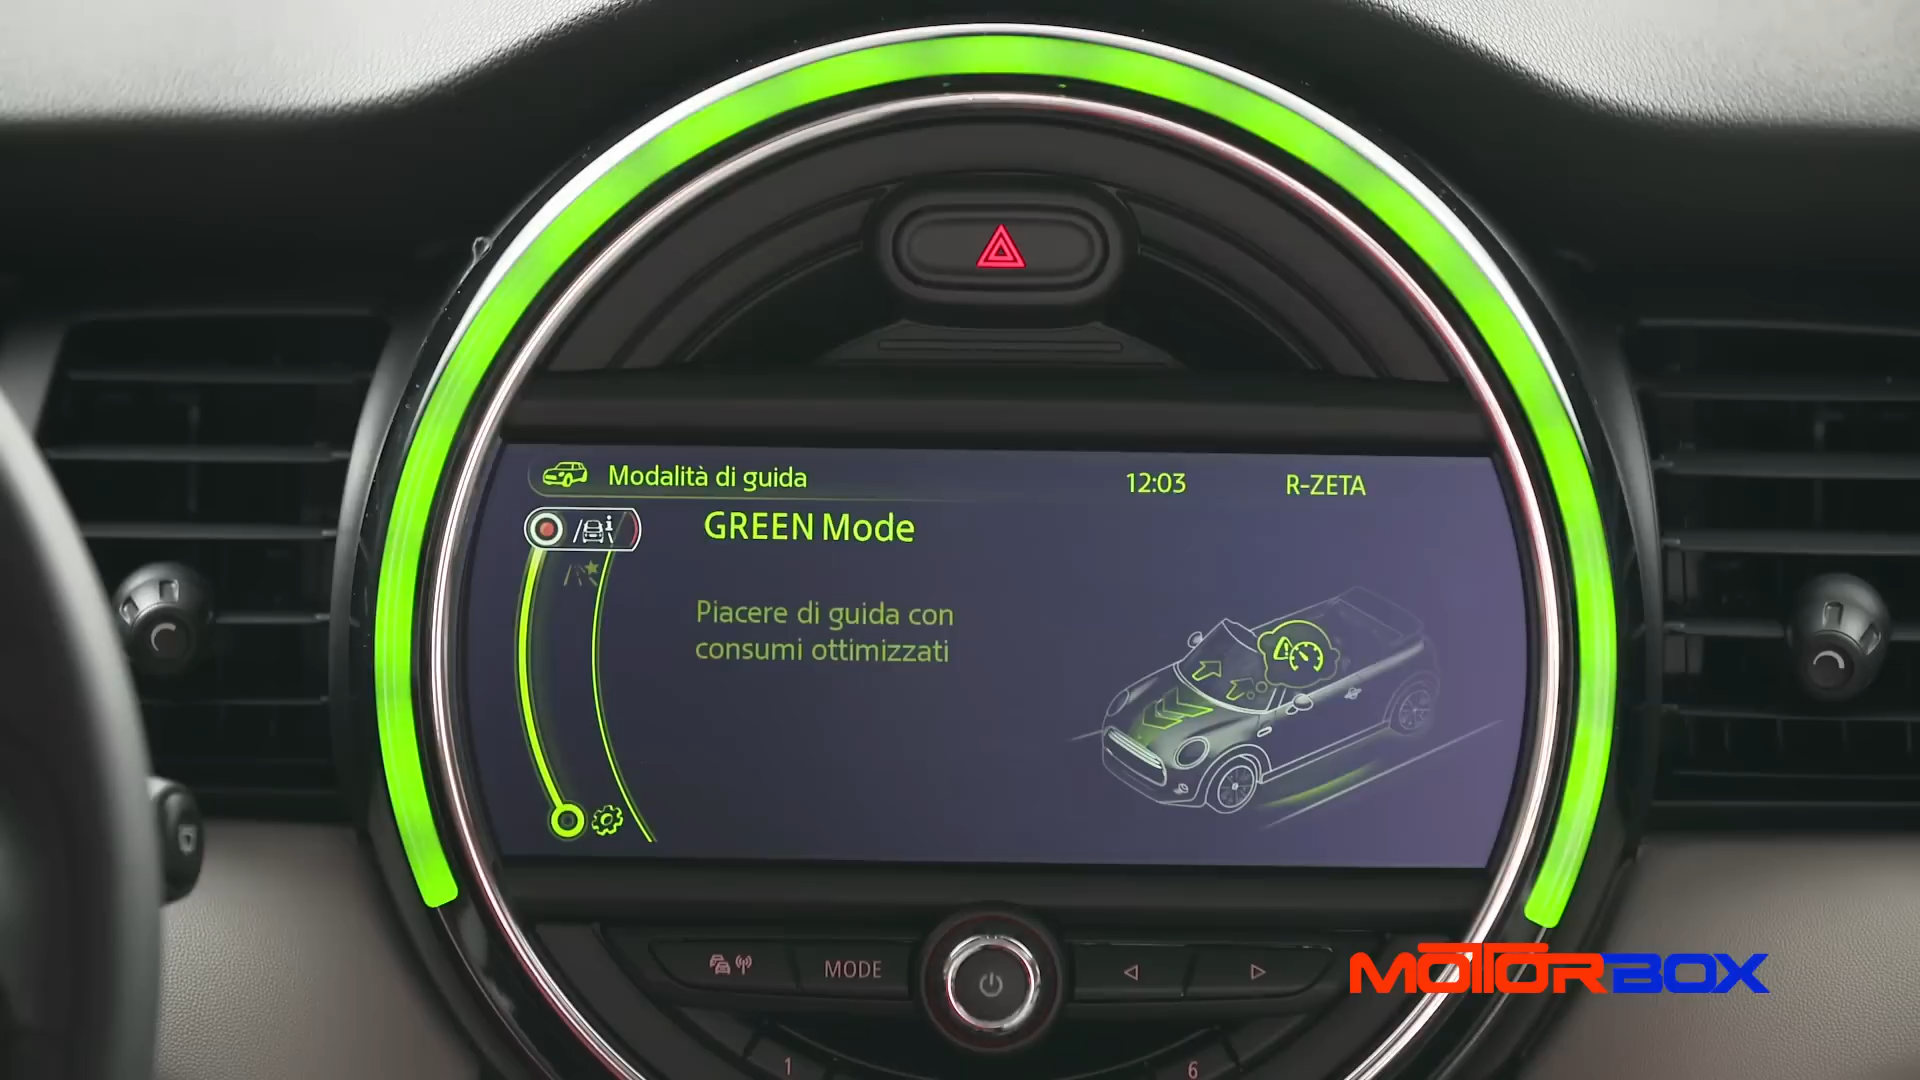 Modalità di guida 12:03 R-ZETA
GREEN Mode
Piacere di guida con
consumi ottimizzati
MODE
1 6
MOTORBOX